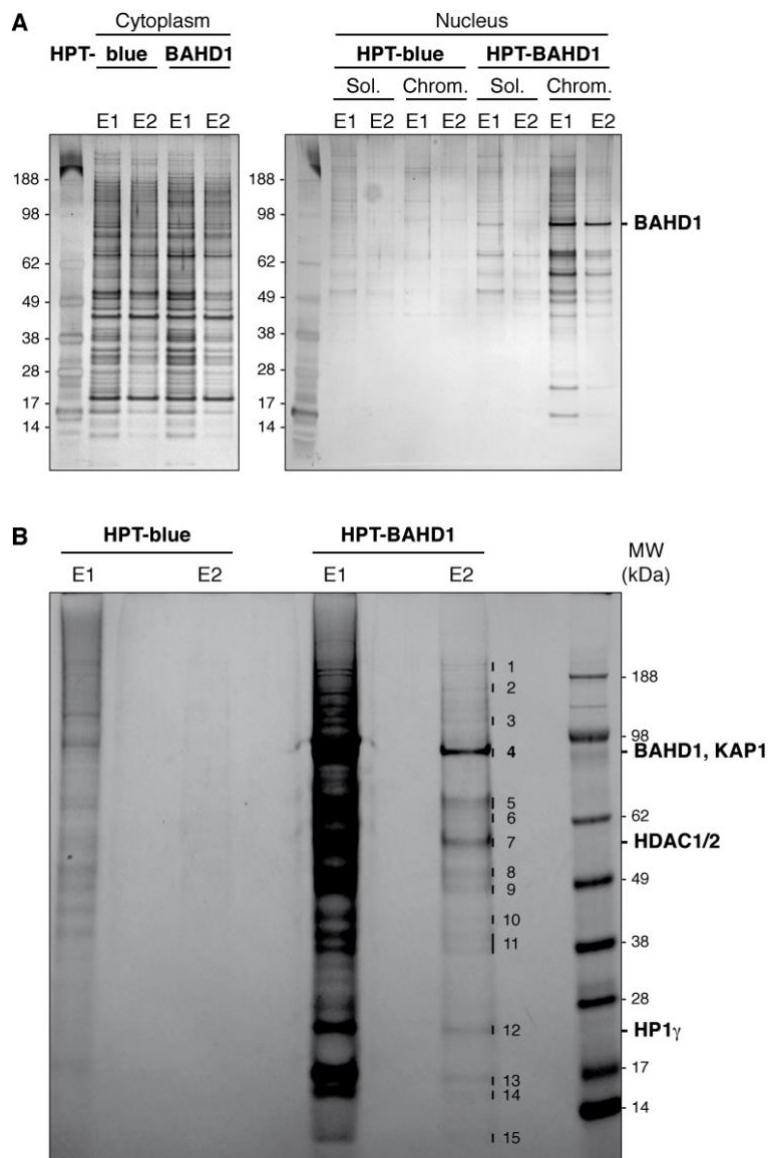 A
Cytoplasm Nucleus
HPT- blue BAHD1 HPT-blue HPT-BAHD1
Sol. Chrom. Sol. Chrom.
E1 E2 E1 E2 E1 E2 E1 E2 E1 E2 E1 E2
188 188
98 98
BAHD1
62 62
49 49
38 38
28 28
17 17
14 14
B
HPT-blue HPT-BAHD1 MW
E1 E2 E1 E2 (kDa)
1
188
2
3
98
4 BAHD1, KAP1
5
62
6
7 HDAC1/2
8
49
9
10
38
11
28
12 HP1γ
17
13
14
14
15